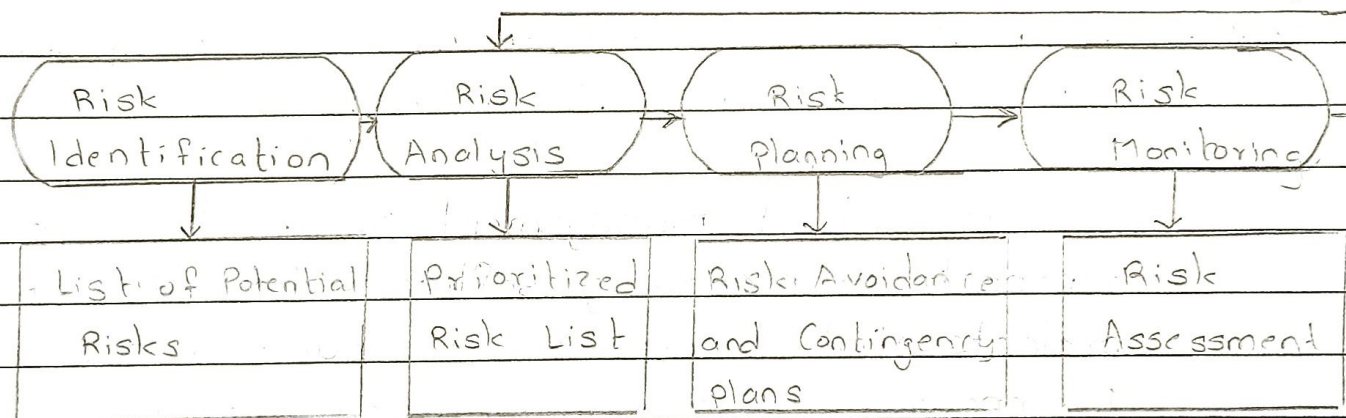 Risk
Identification
Risk
Analysis
Risk
Planning
Risk
Monitoring
List of Potential
Risks
Prioritized
Risk List
Risk Avoidance
and Contingency
plans
Risk
Assessment